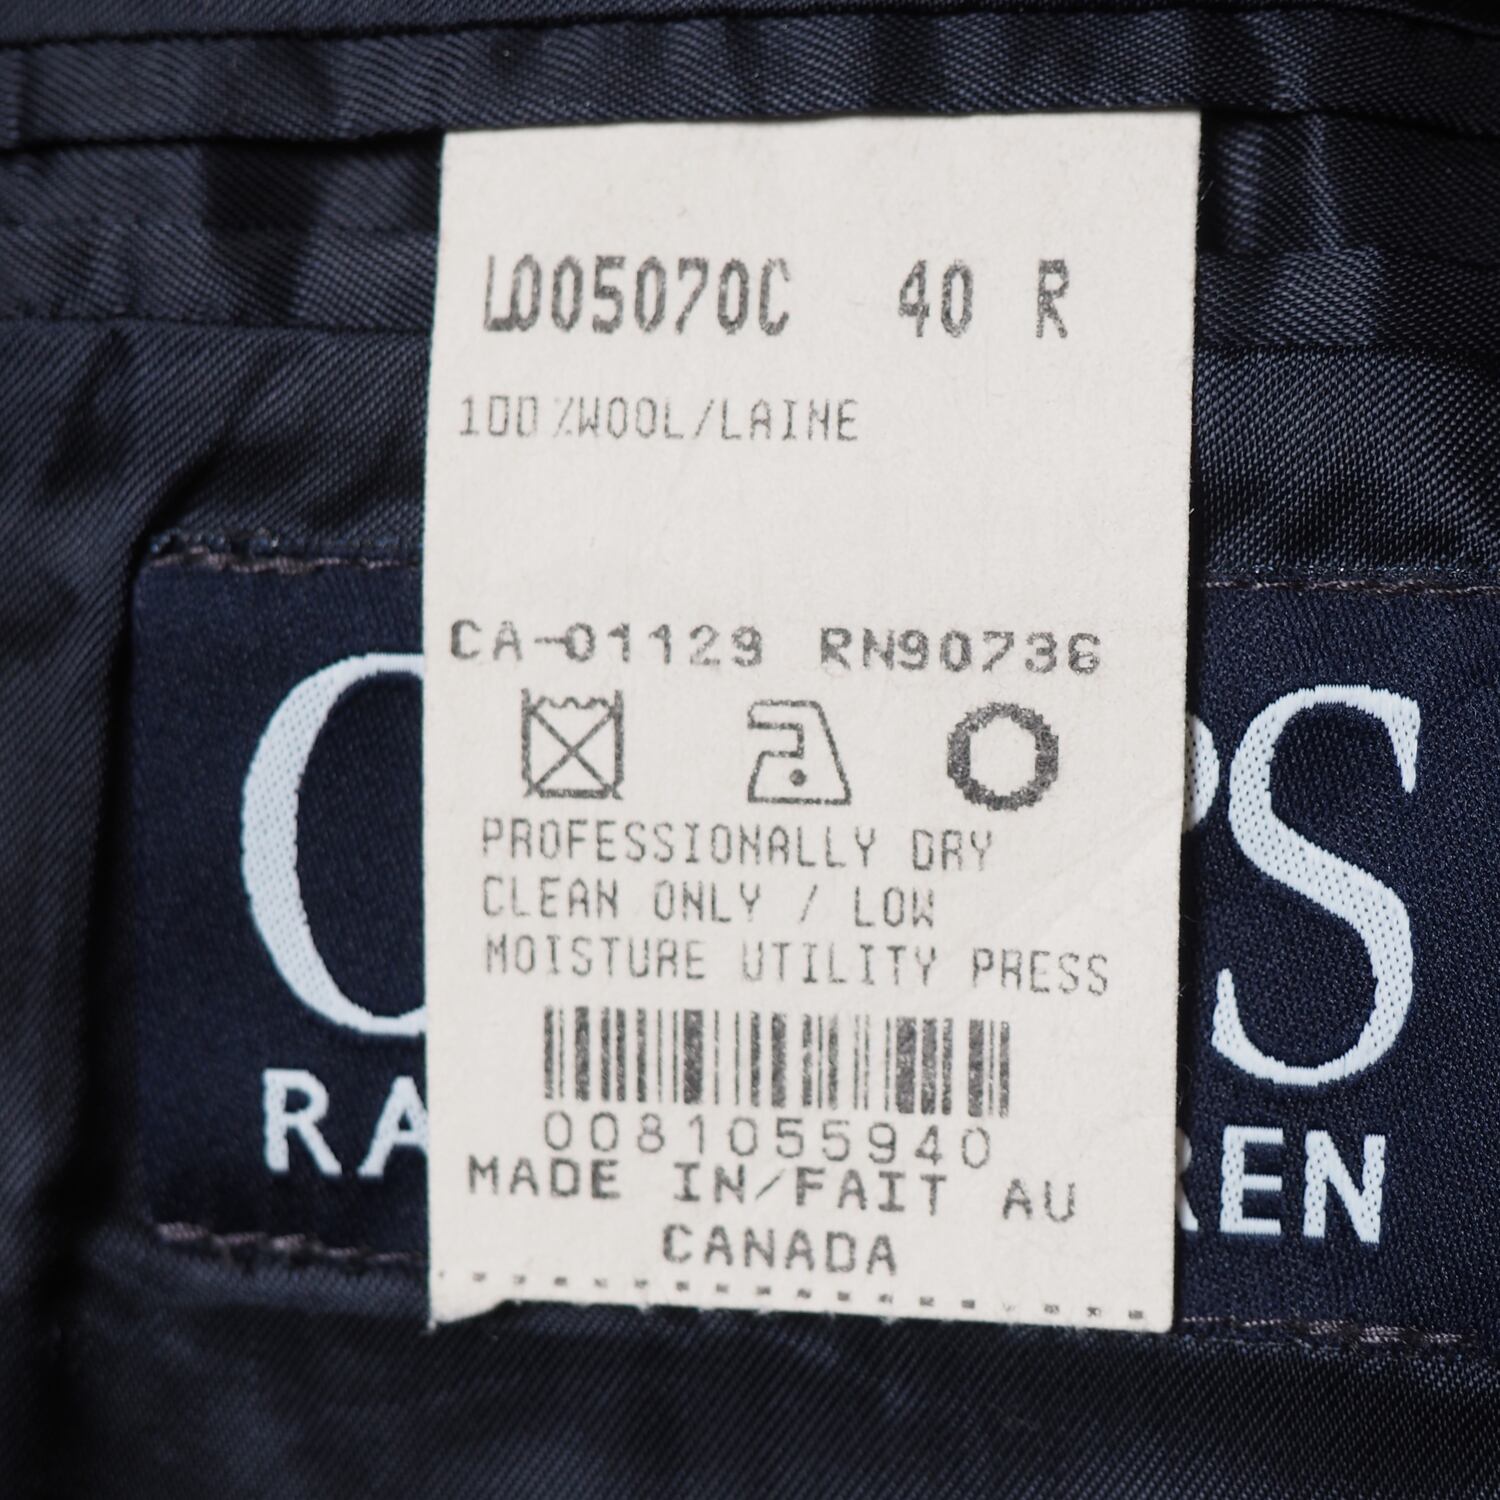 L005070C 40 R
100%WOOL/LAINE
CA-01129 RN90736
PROFESSIONALLY DRY
CLEAN ONLY / LOW
MOISTURE UTILITY PRESS
0081055940
MADE IN/FAIT AU
CANADA